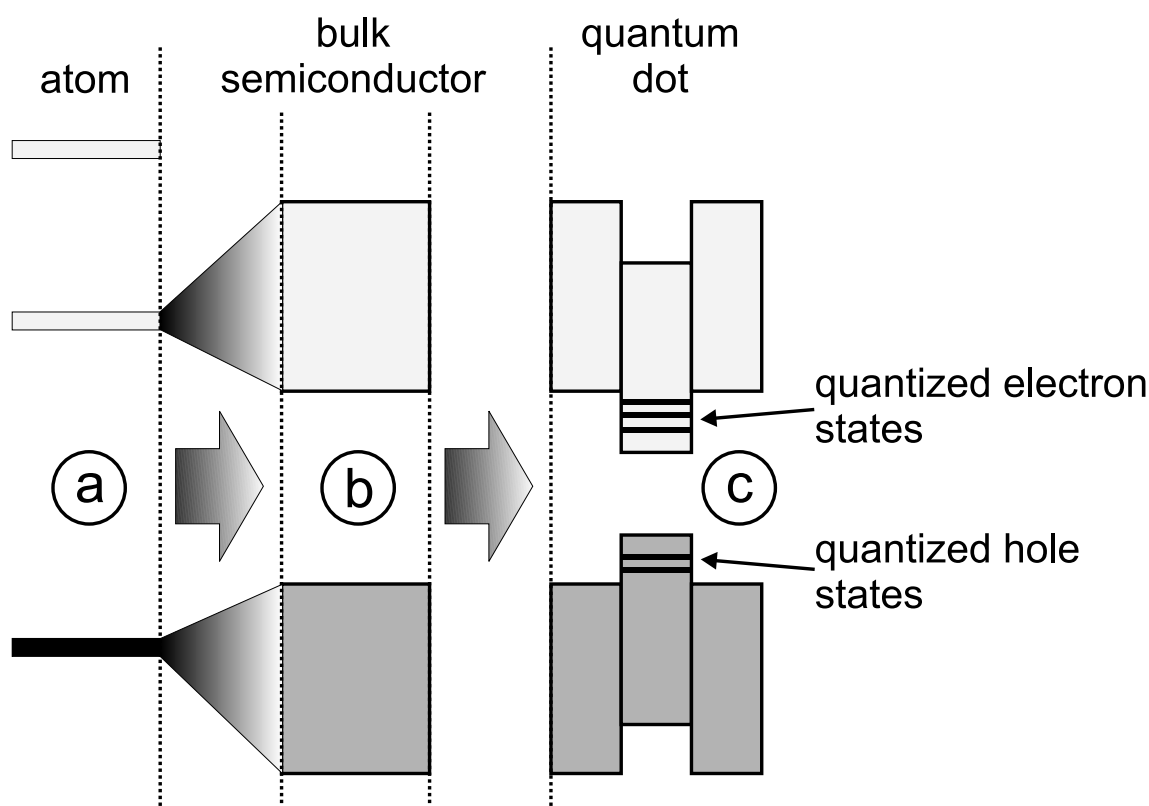 atom
bulk
semiconductor
quantum
dot
quantized electron
states
a
b
c
quantized hole
states